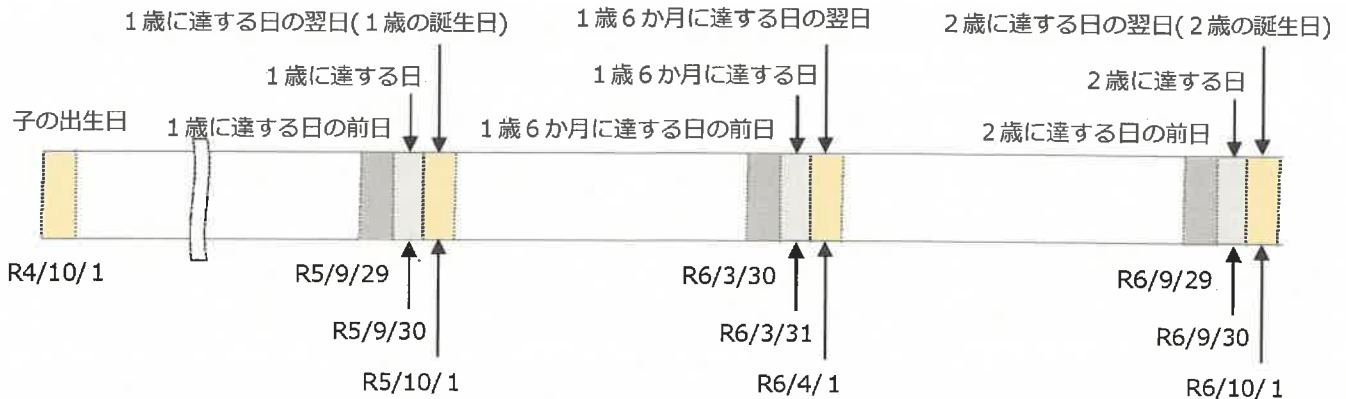 1歳に達する日の翌日(1歳の誕生日)
1歳6か月に達する日の翌日
2歳に達する日の翌日(2歳の誕生日)
1歳に達する日
1歳6か月に達する日
2歳に達する日
子の出生日
1歳に達する日の前日
1歳6か月に達する日の前日
2歳に達する日の前日
R4/10/1
R5/9/29
R6/3/30
R6/9/29
R5/9/30
R6/3/31
R6/9/30
R5/10/1
R6/4/1
R6/10/1